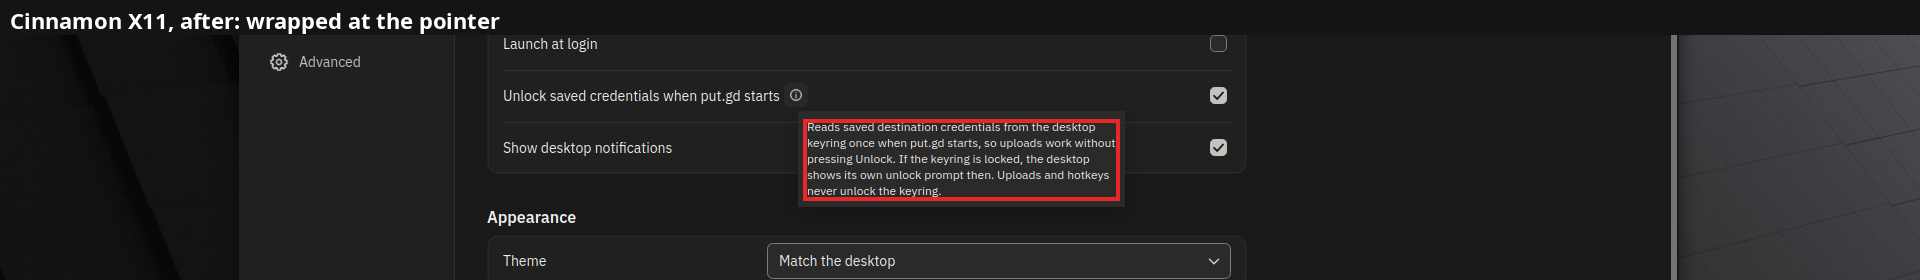 Cinnamon X11, after: wrapped at the pointer
Launch at login
Advanced
Unlock saved credentials when put.gd starts
Reads saved destination credentials from the desktop
keyring once when put.gd starts, so uploads work without
pressing Unlock. If the keyring is locked, the desktop
shows its own unlock prompt then. Uploads and hotkeys
never unlock the keyring.
Show desktop notifications
Appearance
Theme
Match the desktop